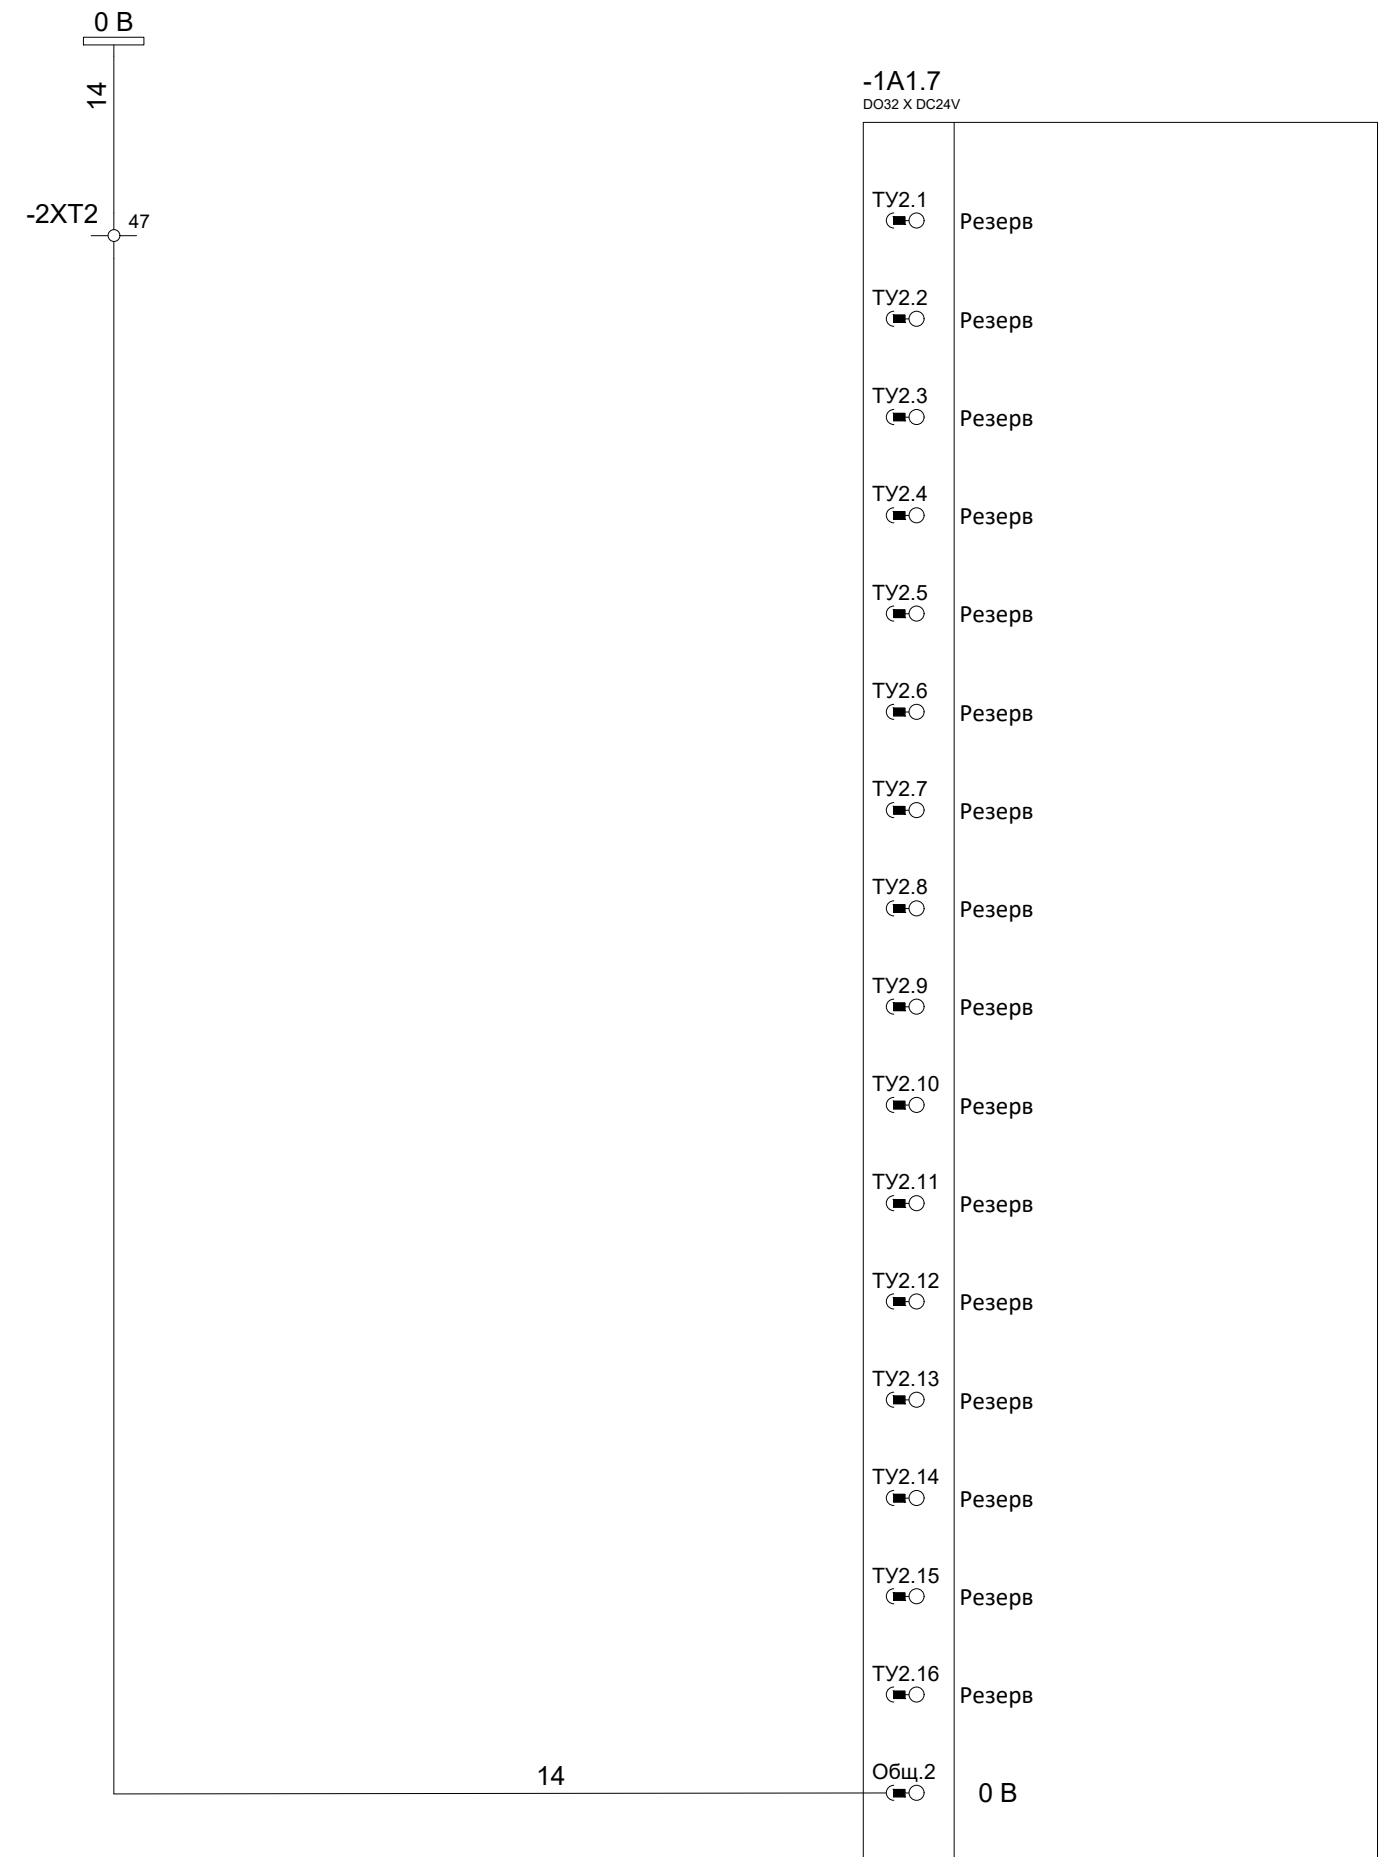 0 В
14
-2XT2
47
-1A1.7
DO32 X DC24V
ТУ2.1
Резерв
ТУ2.2
Резерв
ТУ2.3
Резерв
ТУ2.4
Резерв
ТУ2.5
Резерв
ТУ2.6
Резерв
ТУ2.7
Резерв
ТУ2.8
Резерв
ТУ2.9
Резерв
ТУ2.10
Резерв
ТУ2.11
Резерв
ТУ2.12
Резерв
ТУ2.13
Резерв
ТУ2.14
Резерв
ТУ2.15
Резерв
ТУ2.16
Резерв
14
Общ.2
0 В